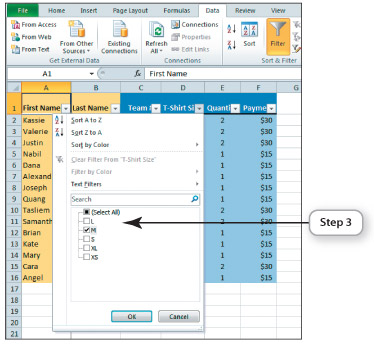 File Home Insert Page Layout Formulas Data Review View
From Access
From Web
From Text
From Other Sources
Existing Connections
Refresh All
Connections
Properties
Edit Links
Sort
Filter
Get External Data Connections Sort & Filter
A1 fx First Name
A B C D E F G
1 First Name Last Name Team # T-Shirt Si Quanti Payme
2 Kassie 2 $30
3 Valerie 2 $30
4 Justin 2 $30
5 Nabil 1 $15
6 Dana 1 $15
7 Alexand 1 $15
8 Joseph 1 $15
9 Quang 1 $15
10 Tasliem 2 $30
11 Samanth 2 $30
12 Brian 1 $15
13 Kate 1 $15
14 Mary 1 $15
15 Cara 2 $30
16 Angel 1 $15
17
18
19
20
21
Sort A to Z
Sort Z to A
Sort by Color
Clear Filter From "T-Shirt Size"
Filter by Color
Text Filters
Search
(Select All)
L
M
S
XL
XS
OK Cancel
Step 3